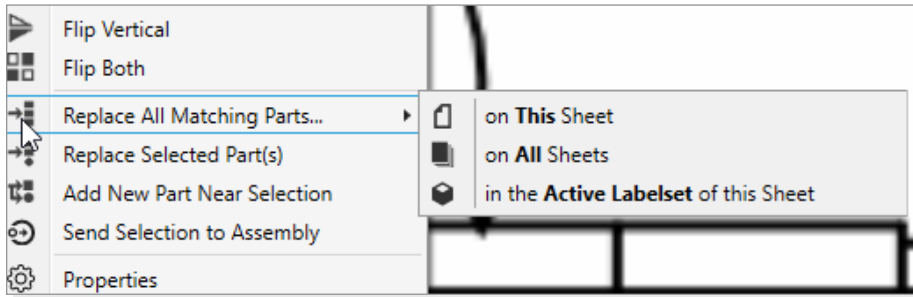 Flip Vertical
Flip Both
Replace All Matching Parts...
Replace Selected Part(s)
Add New Part Near Selection
Send Selection to Assembly
Properties
on This Sheet
on All Sheets
in the Active Labelset of this Sheet